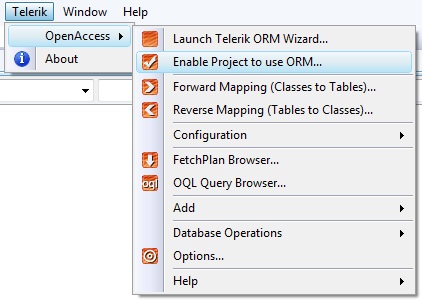 Telerik Window Help
OpenAccess
About
Launch Telerik ORM Wizard...
Enable Project to use ORM...
Forward Mapping (Classes to Tables)...
Reverse Mapping (Tables to Classes)...
Configuration
FetchPlan Browser...
oql OQL Query Browser...
Add
Database Operations
Options...
Help